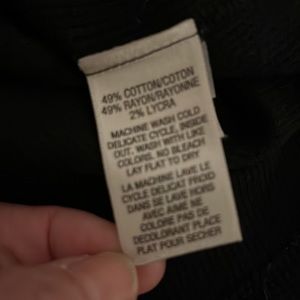 49% COTTON/COTON
49% RAYON/RAYONNE
2% LYCRA
MACHINE WASH COLD
DELICATE CYCLE, INSIDE
OUT. WASH WITH LIKE
COLORS. NO BLEACH
LAY FLAT TO DRY
LA MACHINE LAVE LE
CYCLE DELICAT FROID
DANS SE LAVE HORS
AVEC AIME NE
COLORE PAS DE
DECOLORANT PLACE
PLAT POUR SECHER